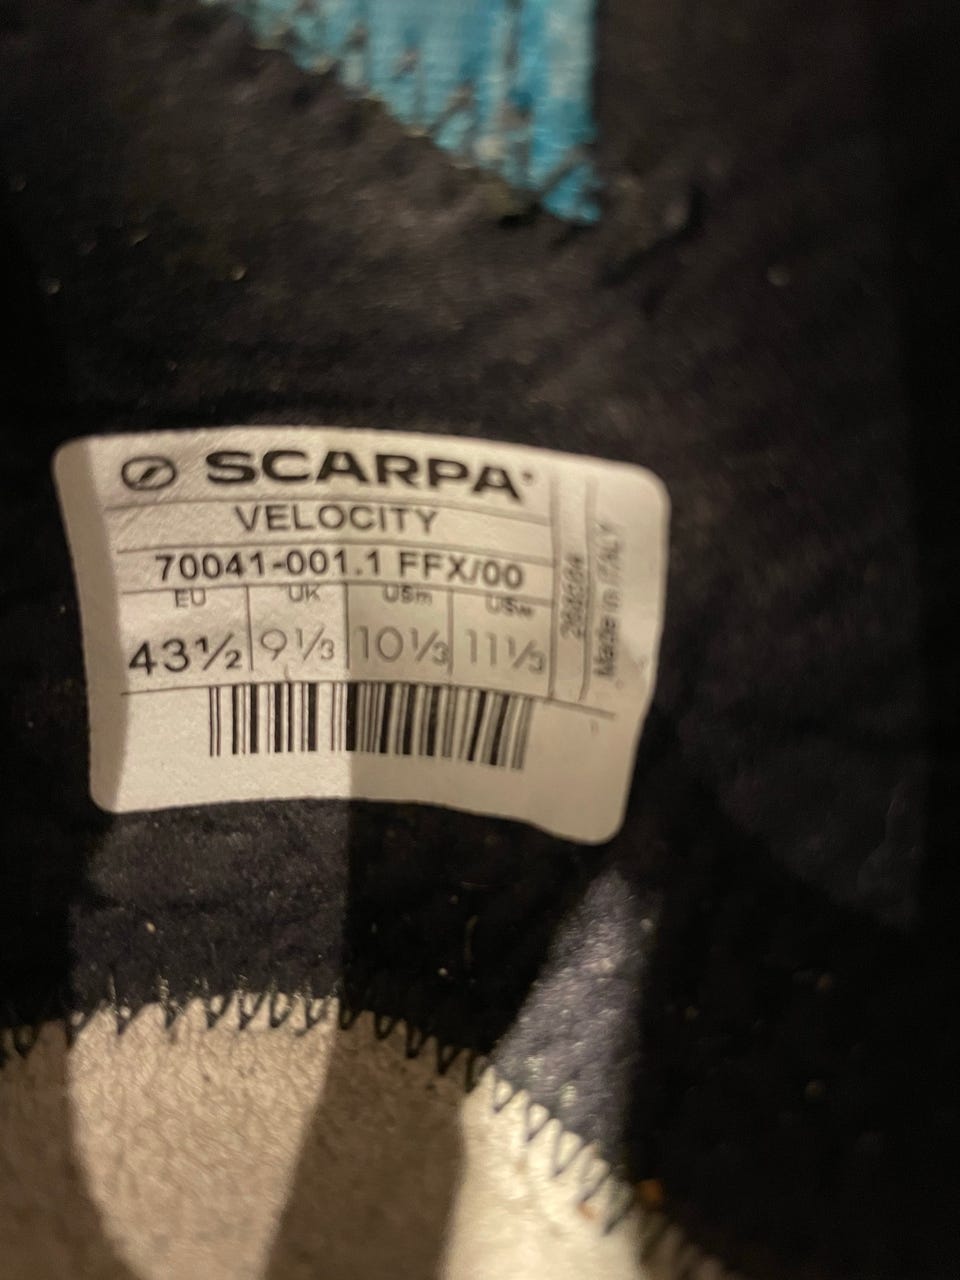 SCARPA
VELOCITY
70041-001.1 FFX/00
EU UK USm USw
43½ 9⅓ 10⅓ 11⅓
Made in ITALY